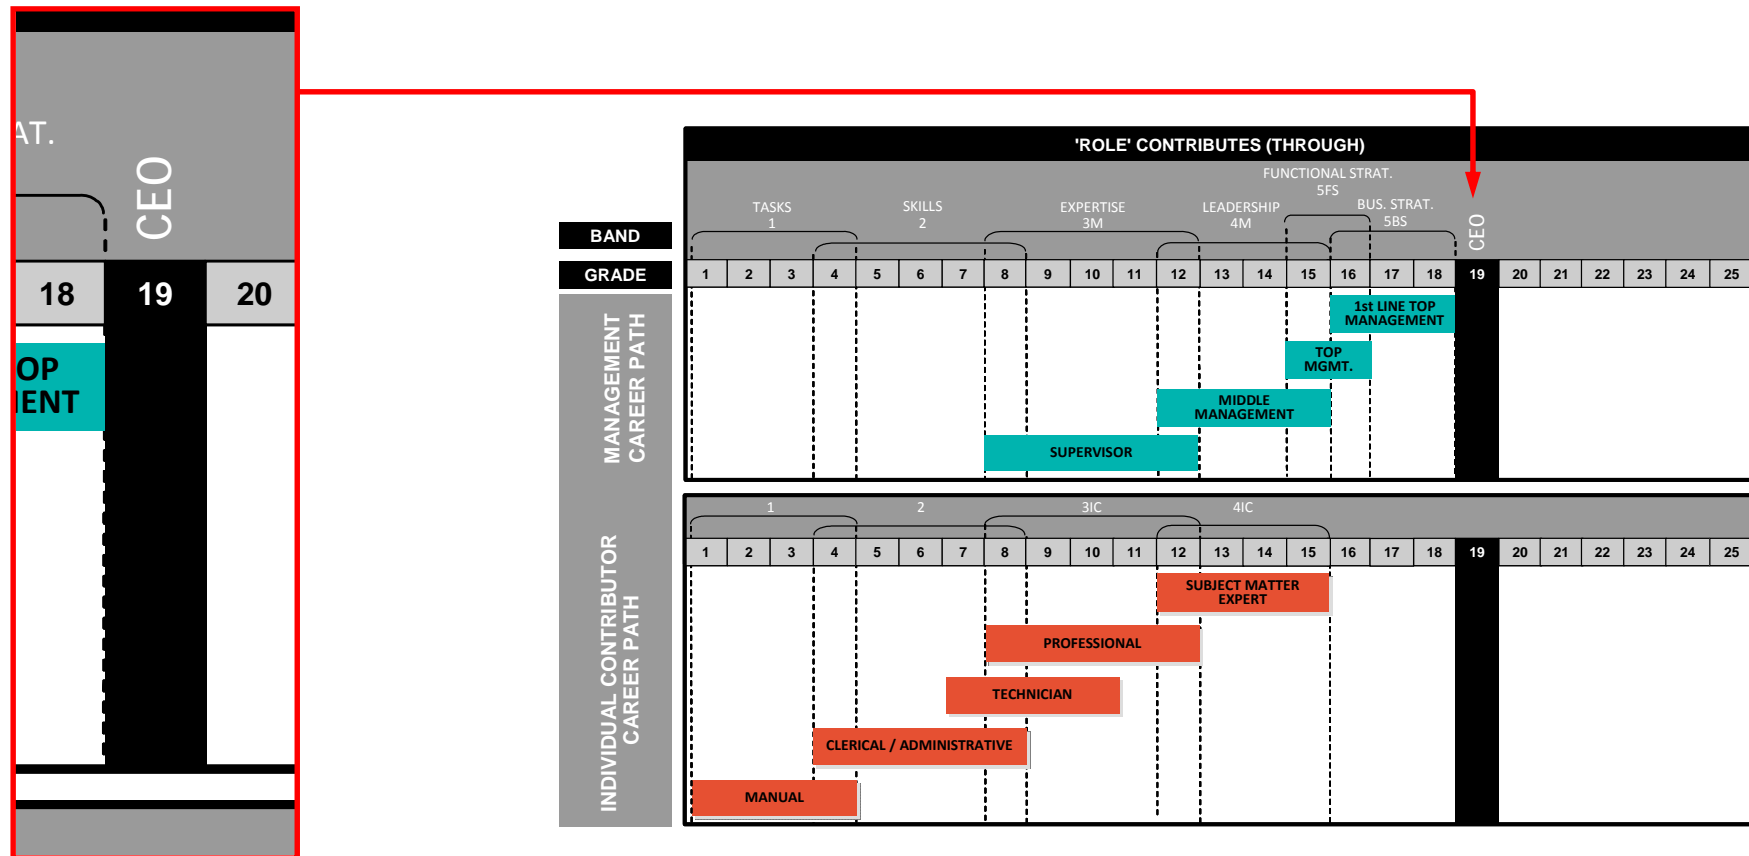 AT.
CEO
18 19 20
OP
ENT
'ROLE' CONTRIBUTES (THROUGH)
FUNCTIONAL STRAT.
5FS
TASKS
1
SKILLS
2
EXPERTISE
3M
LEADERSHIP
4M
BUS. STRAT.
5BS
CEO
BAND
GRADE
1 2 3 4 5 6 7 8 9 10 11 12 13 14 15 16 17 18 19 20 21 22 23 24 25
MANAGEMENT
CAREER PATH
1st LINE TOP
MANAGEMENT
TOP
MGMT.
MIDDLE
MANAGEMENT
SUPERVISOR
1 2 3IC 4IC
1 2 3 4 5 6 7 8 9 10 11 12 13 14 15 16 17 18 19 20 21 22 23 24 25
INDIVIDUAL CONTRIBUTOR
CAREER PATH
SUBJECT MATTER
EXPERT
PROFESSIONAL
TECHNICIAN
CLERICAL / ADMINISTRATIVE
MANUAL